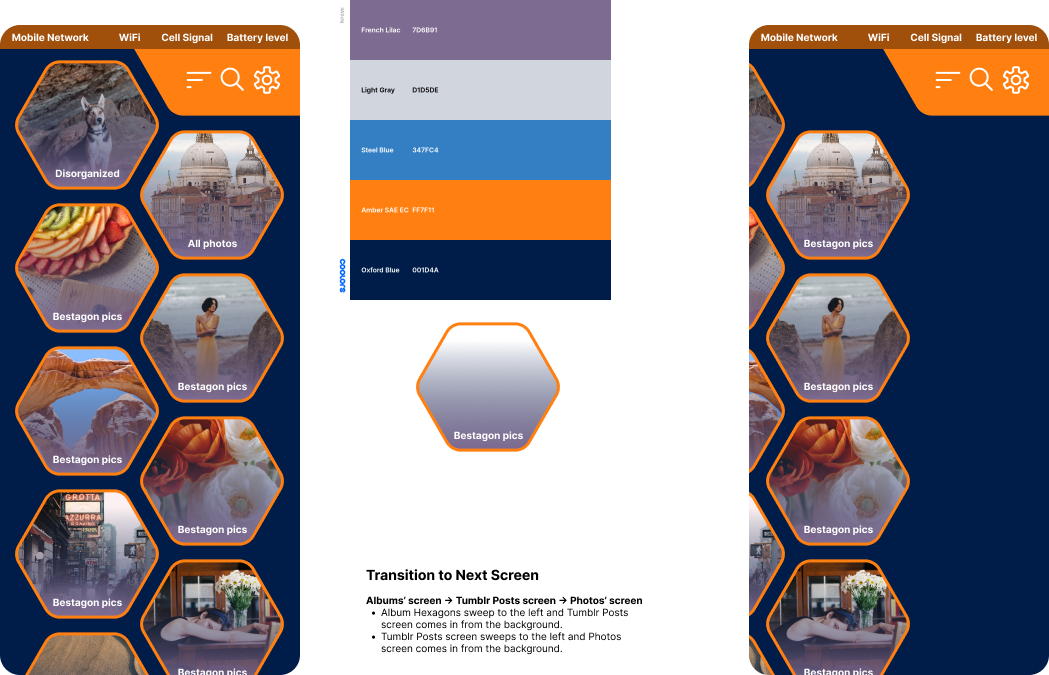 Mobile Network WiFi Cell Signal Battery level
Disorganized
All photos
Bestagon pics
Bestagon pics
Bestagon pics
Bestagon pics
GROTTA
AZZURRA
Bestagon pics
Bestagon pics
French Lilac 7D6B91
Light Gray D1D5DE
Steel Blue 347FC4
Amber SAE EC FF7F11
Oxford Blue 001D4A
coolors
Bestagon pics
Transition to Next Screen
Albums' screen → Tumblr Posts screen → Photos' screen
• Album Hexagons sweep to the left and Tumblr Posts
screen comes in from the background.
• Tumblr Posts screen sweeps to the left and Photos
screen comes in from the background.
Mobile Network WiFi Cell Signal Battery level
Bestagon pics
Bestagon pics
Bestagon pics
Bestagon pics